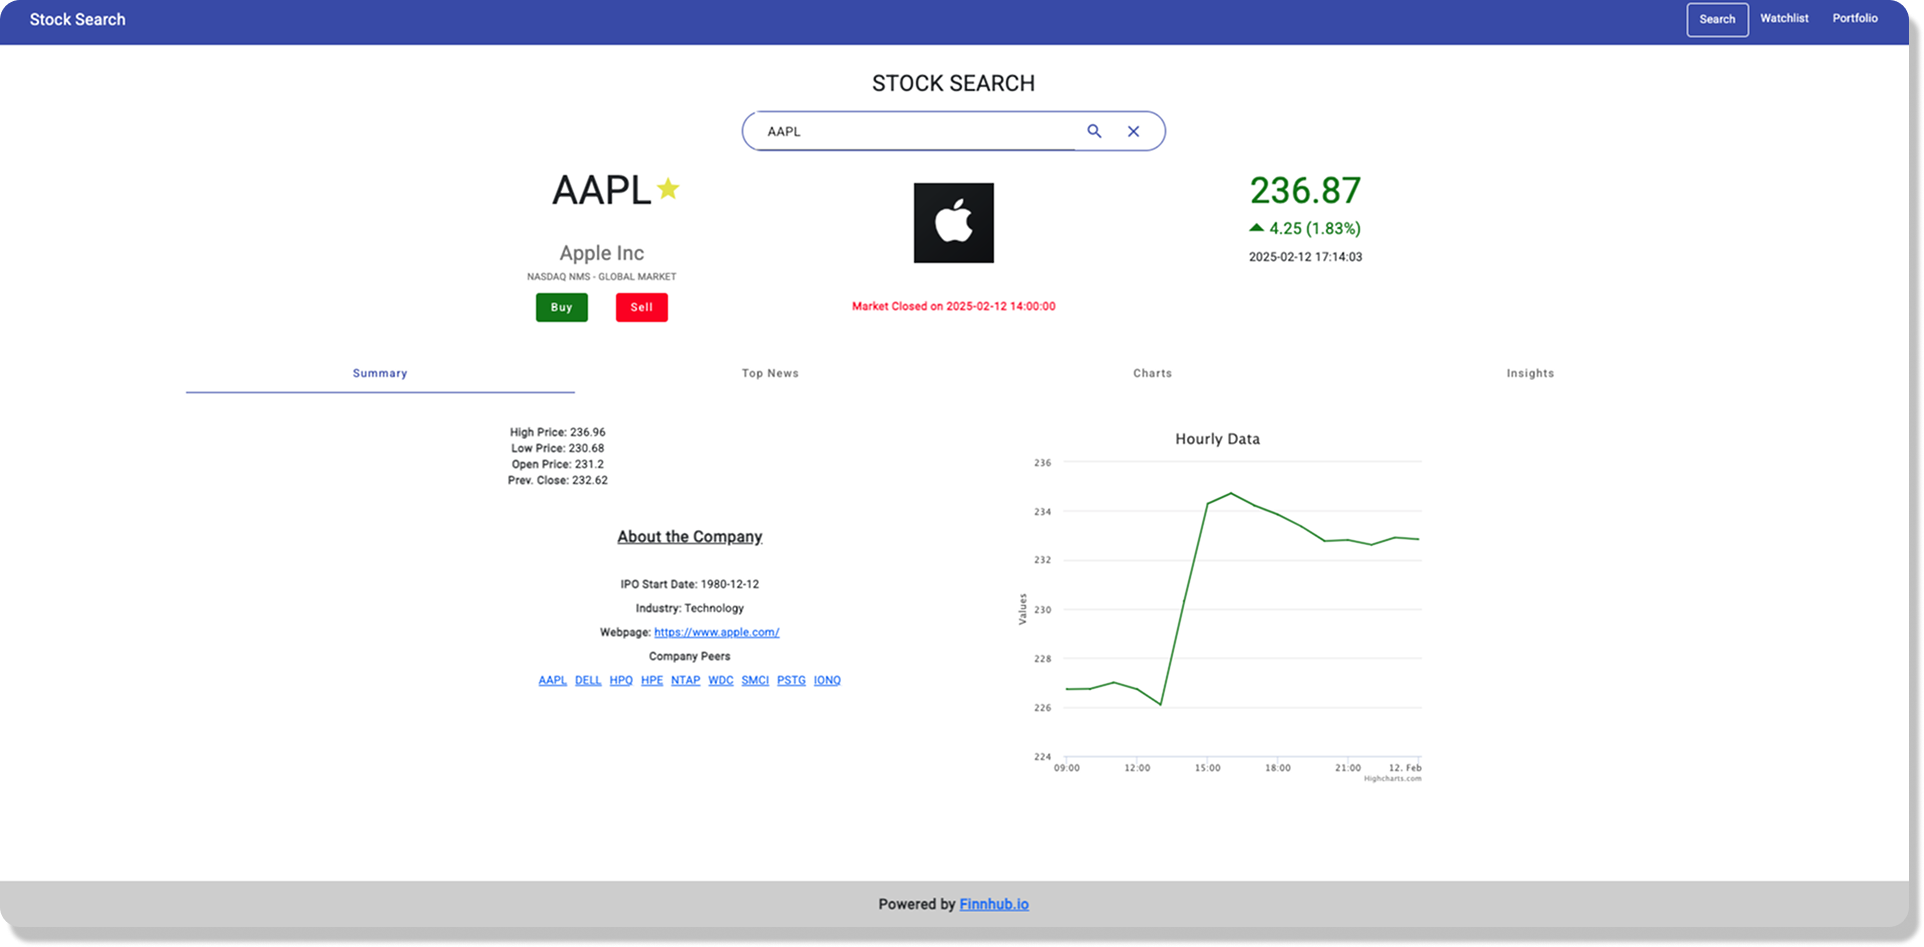 Stock Search
Search Watchlist Portfolio
STOCK SEARCH
AAPL
AAPL
Apple Inc
NASDAQ NMS - GLOBAL MARKET
Buy Sell
Market Closed on 2025-02-12 14:00:00
236.87
4.25 (1.83%)
2025-02-12 17:14:03
Summary Top News Charts Insights
High Price: 236.96
Low Price: 230.68
Open Price: 231.2
Prev. Close: 232.62
About the Company
IPO Start Date: 1980-12-12
Industry: Technology
Webpage: https://www.apple.com/
Company Peers
AAPL DELL HPQ HPE NTAP WDC SMCI PSTG IONQ
Hourly Data
Values
236
234
232
230
228
226
224
09:00 12:00 15:00 18:00 21:00 12. Feb
Highcharts.com
Powered by Finnhub.io